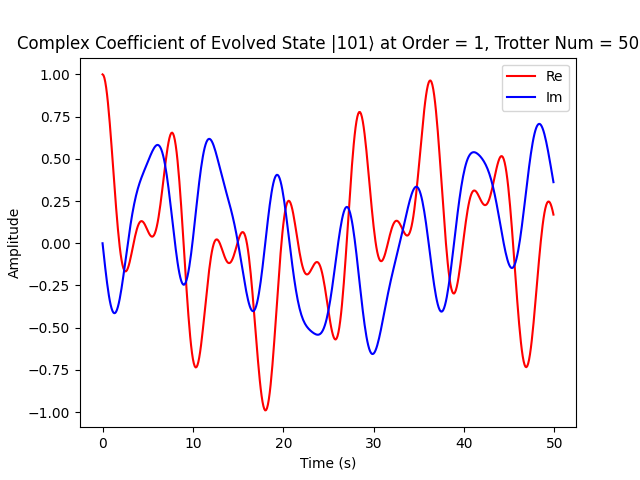 Complex Coefficient of Evolved State |101⟩ at Order = 1, Trotter Num = 50
Re
Im
1.00
0.75
0.50
0.25
0.00
−0.25
−0.50
−0.75
−1.00
Amplitude
0 10 20 30 40 50
Time (s)